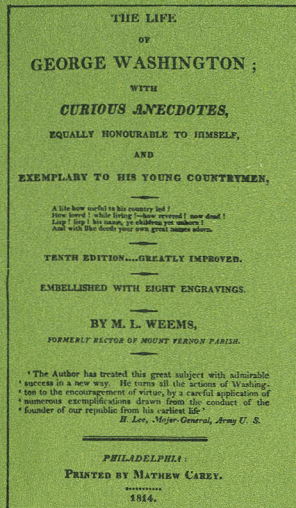 THE LIFE
OF
GEORGE WASHINGTON ;
WITH
CURIOUS ANECDOTES,
EQUALLY HONOURABLE TO HIMSELF,
AND
EXEMPLARY TO HIS YOUNG COUNTRYMEN,
A life how useful to his country led !
How loved ! while living !—how revered ! now dead !
Lisp ! lisp ! his name, ye children yet unborn !
And with like deeds your own great names adorn.
TENTH EDITION....GREATLY IMPROVED.
EMBELLISHED WITH EIGHT ENGRAVINGS.
BY M. L. WEEMS,
FORMERLY RECTOR OF MOUNT VERNON PARISH.
' The Author has treated this great subject with admirable
' success in a new way. He turns all the actions of Washing-
' ton to the encouragement of virtue, by a careful application of
' numerous exemplifications drawn from the conduct of the
' founder of our republic from his earliest life '
H. Lee, Major-General, Army U. S.
PHILADELPHIA :
PRINTED BY MATHEW CAREY.
1814.